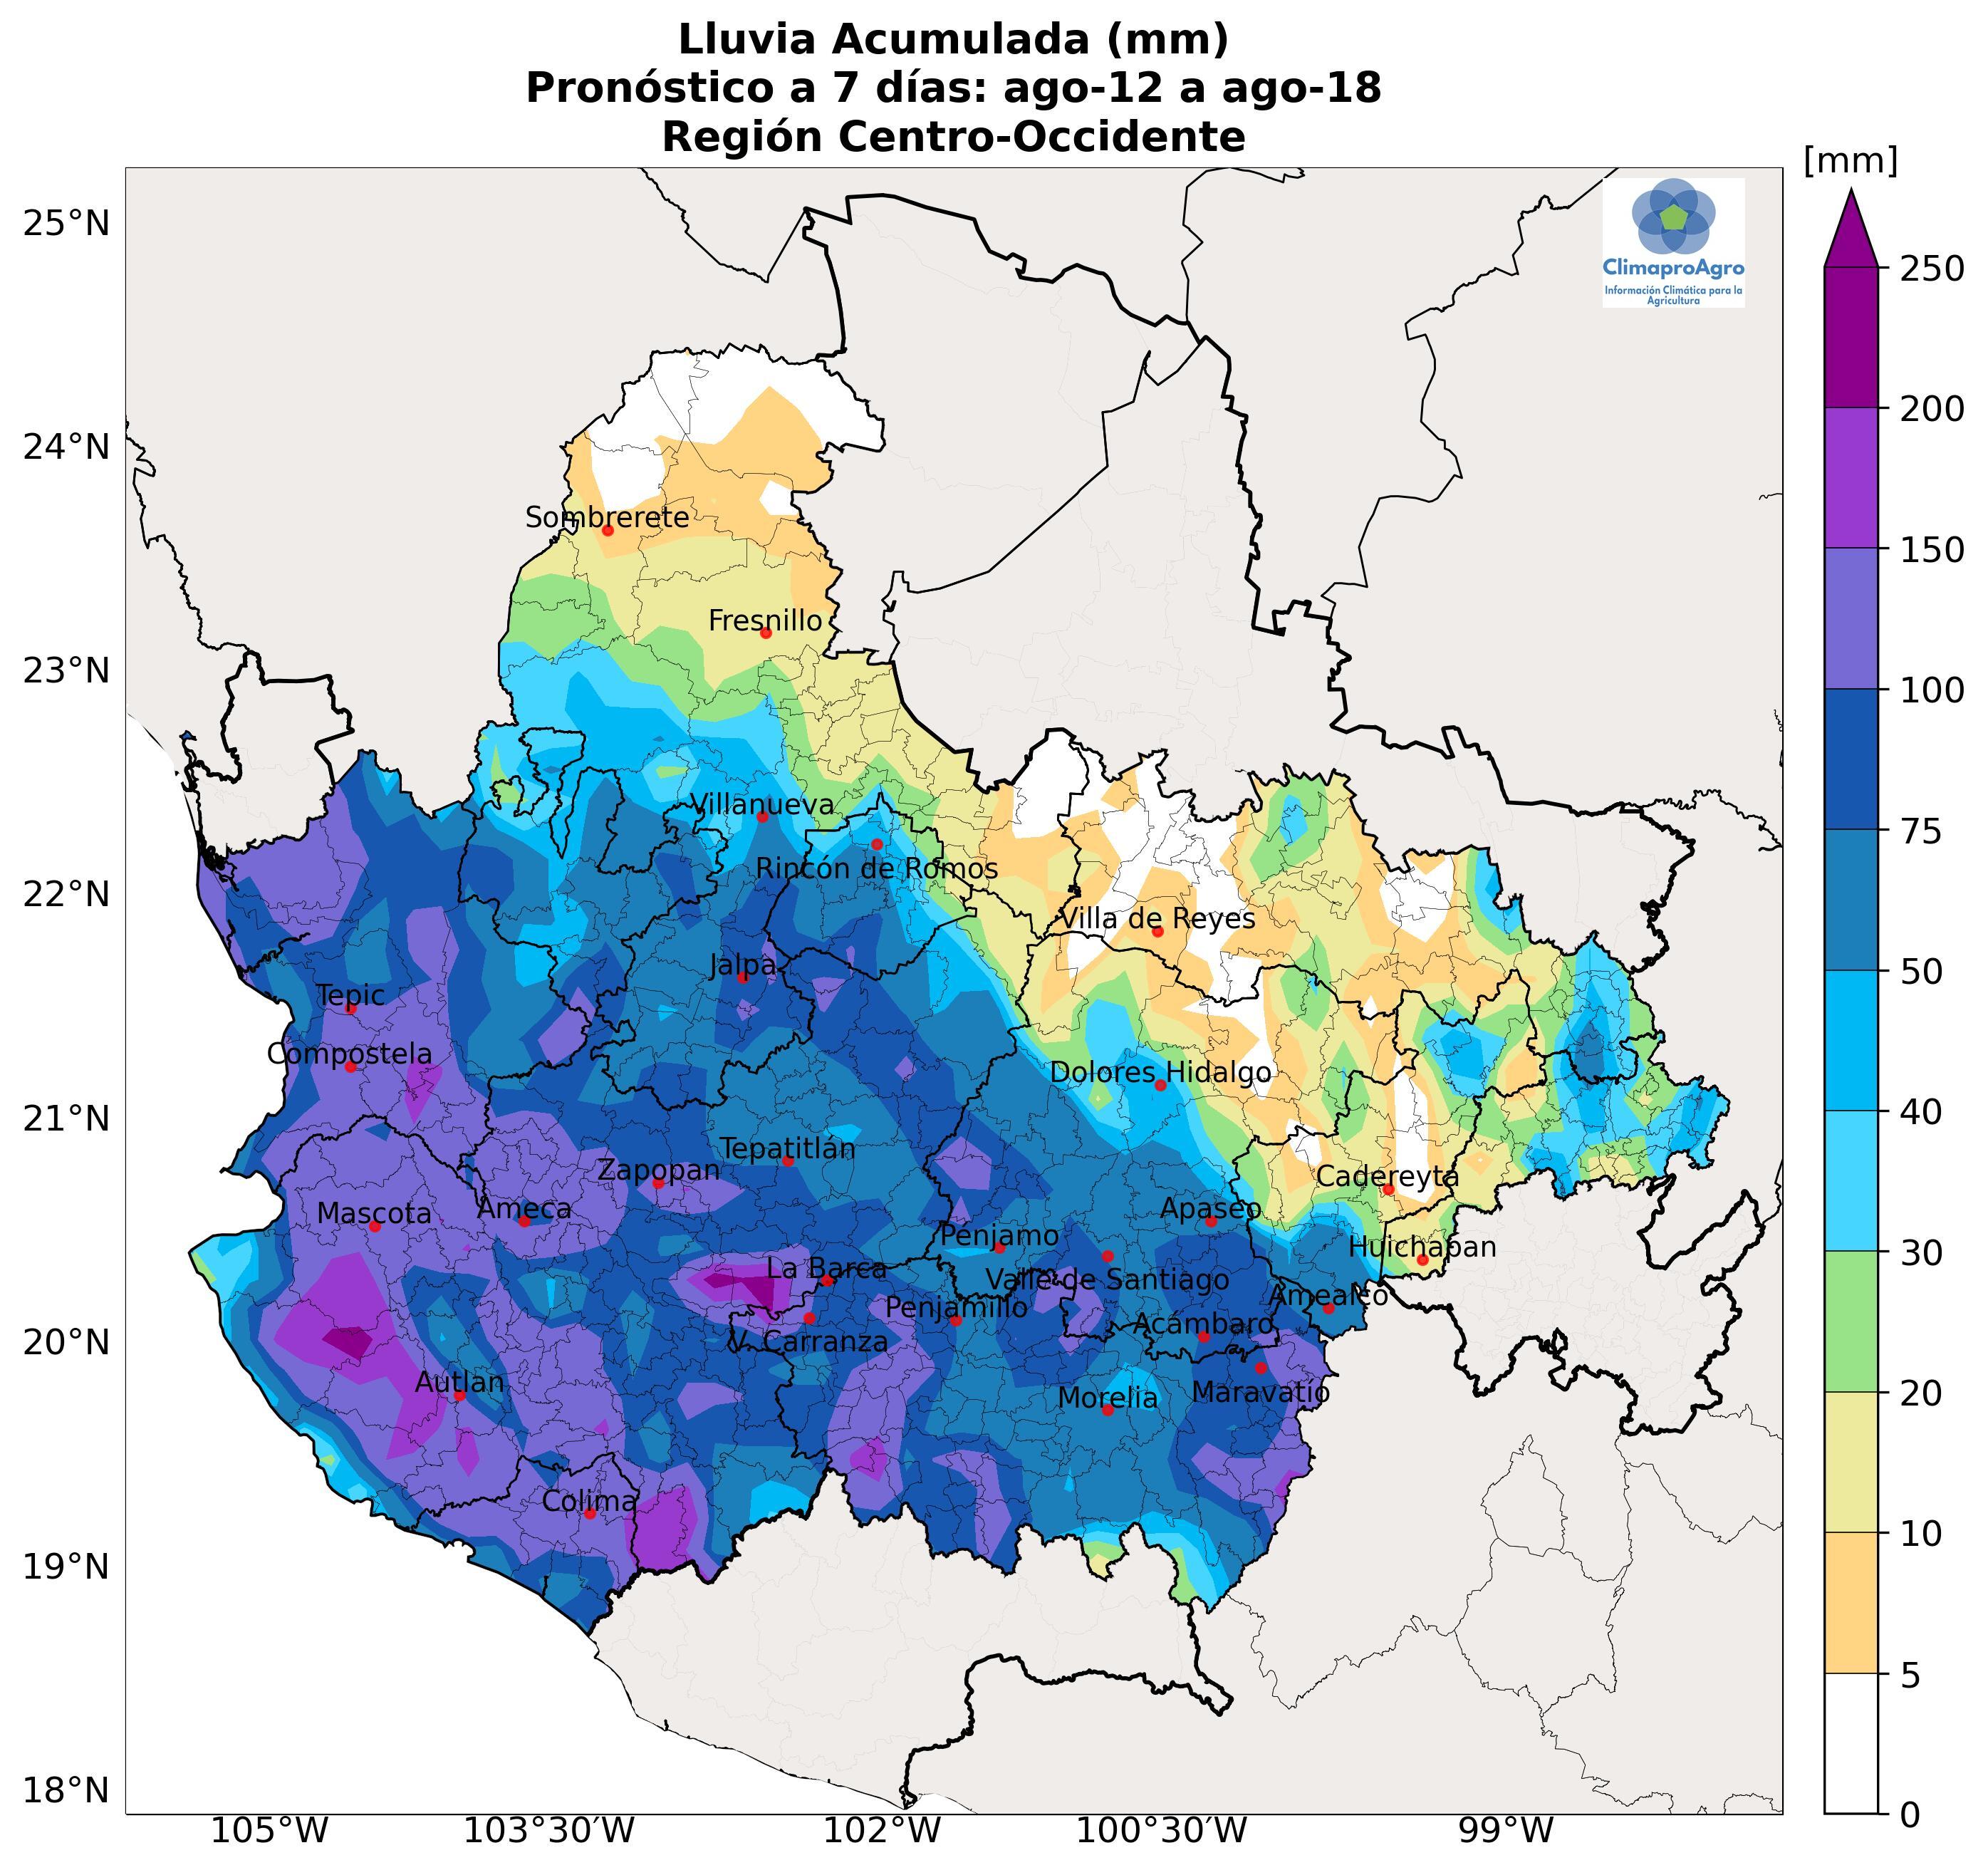 Lluvia Acumulada (mm)
Pronóstico a 7 días: ago-12 a ago-18
Región Centro-Occidente
[mm]
ClimaproAgro
Información Climática para la
Agricultura
25°N
24°N
23°N
22°N
21°N
20°N
19°N
18°N
250
200
150
100
75
50
40
30
20
10
5
0
Sombrerete
Fresnillo
Villanueva
Rincón de Romos
Villa de Reyes
Jalpa
Tepic
Compostela
Dolores Hidalgo
Tepatitlán
Zapopan
Cadereyta
Mascota
Ameca
Apaseo
Penjamo
Huichapan
La Barca
Valle de Santiago
Amealco
Penjamillo
Acámbaro
V. Carranza
Autlan
Morelia
Maravatío
Colima
105°W
103°30'W
102°W
100°30'W
99°W